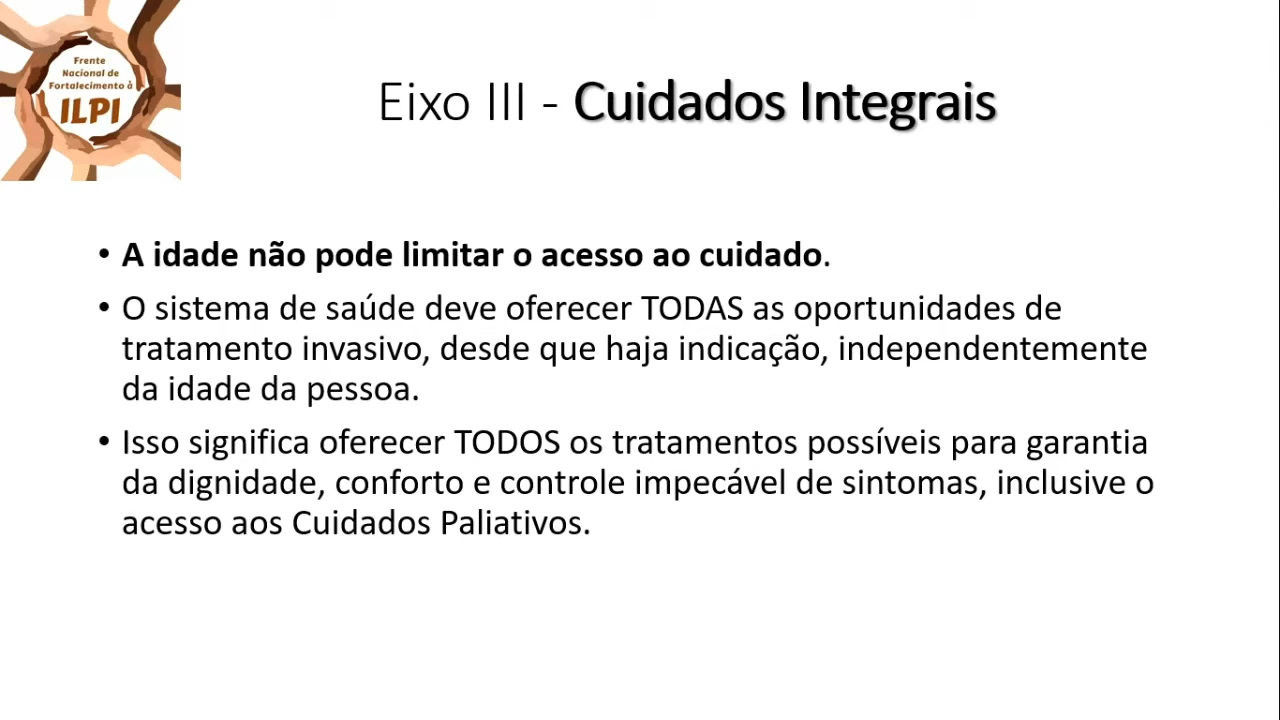 Frente
Nacional de
Fortalecimento à
ILPI
Eixo III - Cuidados Integrais
• A idade não pode limitar o acesso ao cuidado.
• O sistema de saúde deve oferecer TODAS as oportunidades de
tratamento invasivo, desde que haja indicação, independentemente
da idade da pessoa.
• Isso significa oferecer TODOS os tratamentos possíveis para garantia
da dignidade, conforto e controle impecável de sintomas, inclusive o
acesso aos Cuidados Paliativos.